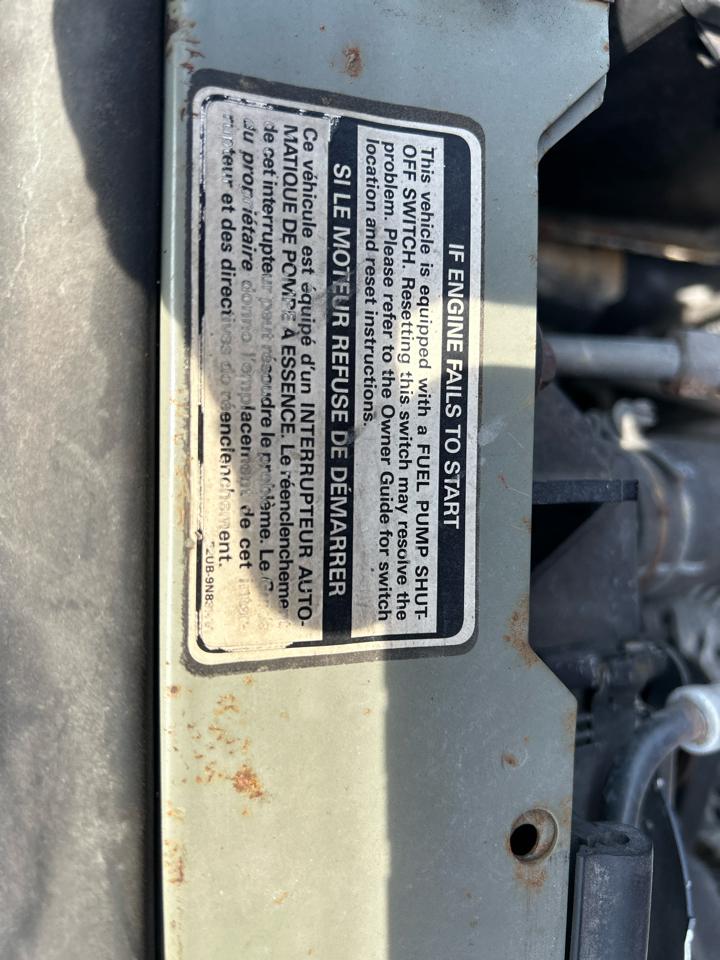 IF ENGINE FAILS TO START
This vehicle is equipped with a FUEL PUMP SHUT-
OFF SWITCH. Resetting this switch may resolve the
problem. Please refer to the Owner Guide for switch
location and reset instructions.
SI LE MOTEUR REFUSE DE DÉMARRER
Ce véhicule est équipé d'un INTERRUPTEUR AUTO-
MATIQUE DE POMPE À ESSENCE. Le réenclenchement
de cet interrupteur peut résoudre le problème. Le
du propriétaire donne l'emplacement de cet
rupteur et des directives de réenclenchement.